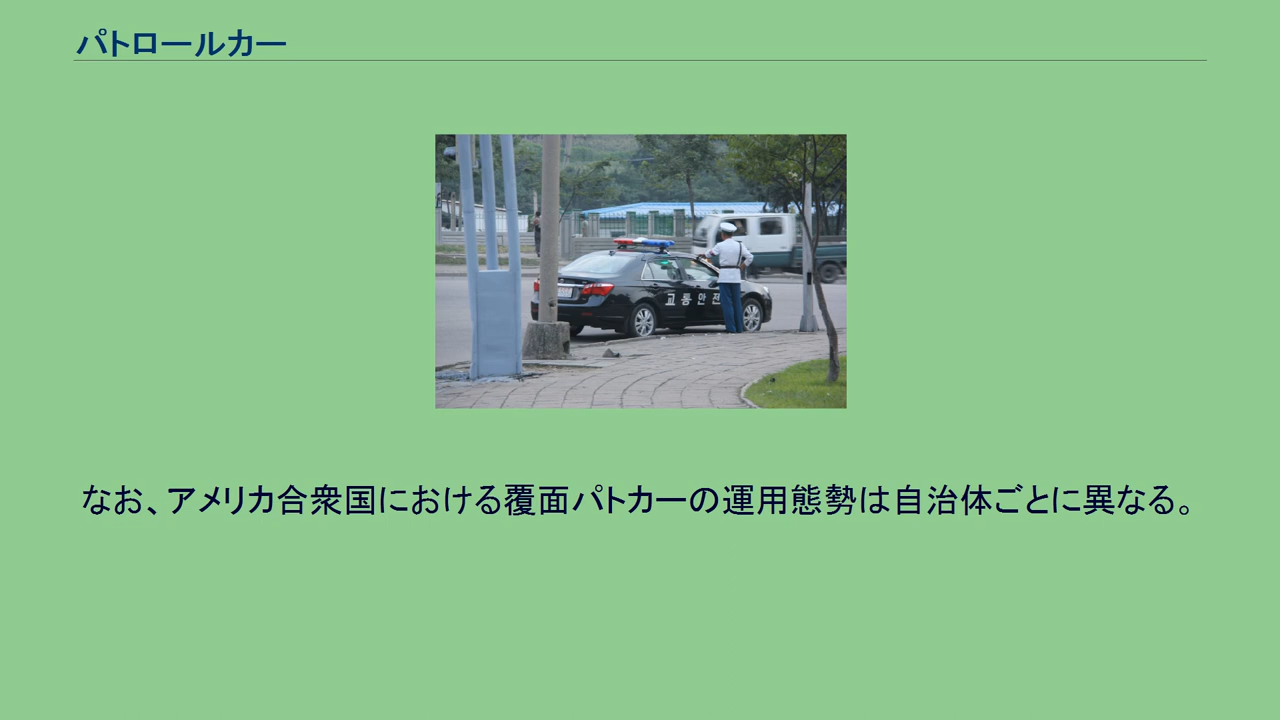 パトロールカー
교통안전
なお、アメリカ合衆国における覆面パトカーの運用態勢は自治体ごとに異なる。